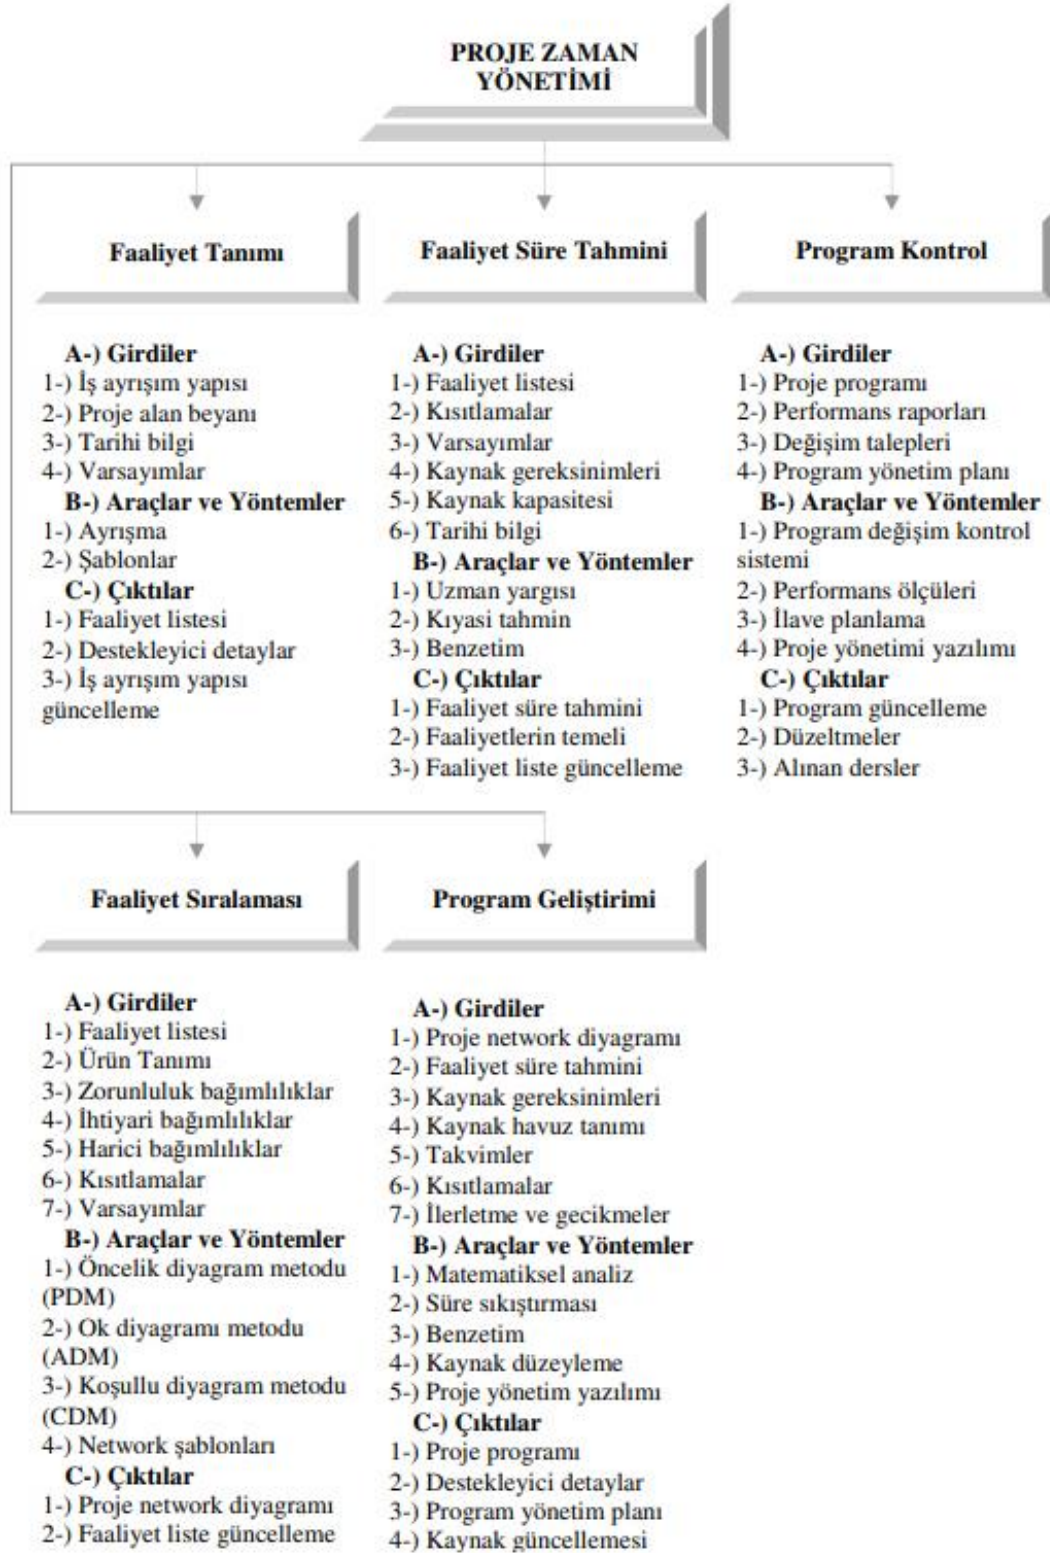 PROJE ZAMAN
YÖNETİMİ
Faaliyet Tanımı
A-) Girdiler
1-) İş ayrışım yapısı
2-) Proje alan beyanı
3-) Tarihi bilgi
4-) Varsayımlar
B-) Araçlar ve Yöntemler
1-) Ayrışma
2-) Şablonlar
C-) Çıktılar
1-) Faaliyet listesi
2-) Destekleyici detaylar
3-) İş ayrışım yapısı
güncelleme
Faaliyet Süre Tahmini
A-) Girdiler
1-) Faaliyet listesi
2-) Kısıtlamalar
3-) Varsayımlar
4-) Kaynak gereksinimleri
5-) Kaynak kapasitesi
6-) Tarihi bilgi
B-) Araçlar ve Yöntemler
1-) Uzman yargısı
2-) Kıyasi tahmin
3-) Benzetim
C-) Çıktılar
1-) Faaliyet süre tahmini
2-) Faaliyetlerin temeli
3-) Faaliyet liste güncelleme
Program Kontrol
A-) Girdiler
1-) Proje programı
2-) Performans raporları
3-) Değişim talepleri
4-) Program yönetim planı
B-) Araçlar ve Yöntemler
1-) Program değişim kontrol
sistemi
2-) Performans ölçüleri
3-) İlave planlama
4-) Proje yönetimi yazılımı
C-) Çıktılar
1-) Program güncelleme
2-) Düzeltmeler
3-) Alınan dersler
Faaliyet Sıralaması
A-) Girdiler
1-) Faaliyet listesi
2-) Ürün Tanımı
3-) Zorunluluk bağımlılıklar
4-) İhtiyari bağımlılıklar
5-) Harici bağımlılıklar
6-) Kısıtlamalar
7-) Varsayımlar
B-) Araçlar ve Yöntemler
1-) Öncelik diyagram metodu
(PDM)
2-) Ok diyagramı metodu
(ADM)
3-) Koşullu diyagram metodu
(CDM)
4-) Network şablonları
C-) Çıktılar
1-) Proje network diyagramı
2-) Faaliyet liste güncelleme
Program Geliştirimi
A-) Girdiler
1-) Proje network diyagramı
2-) Faaliyet süre tahmini
3-) Kaynak gereksinimleri
4-) Kaynak havuz tanımı
5-) Takvimler
6-) Kısıtlamalar
7-) İlerletme ve gecikmeler
B-) Araçlar ve Yöntemler
1-) Matematiksel analiz
2-) Süre sıkıştırması
3-) Benzetim
4-) Kaynak düzeyleme
5-) Proje yönetim yazılımı
C-) Çıktılar
1-) Proje programı
2-) Destekleyici detaylar
3-) Program yönetim planı
4-) Kaynak güncellemesi